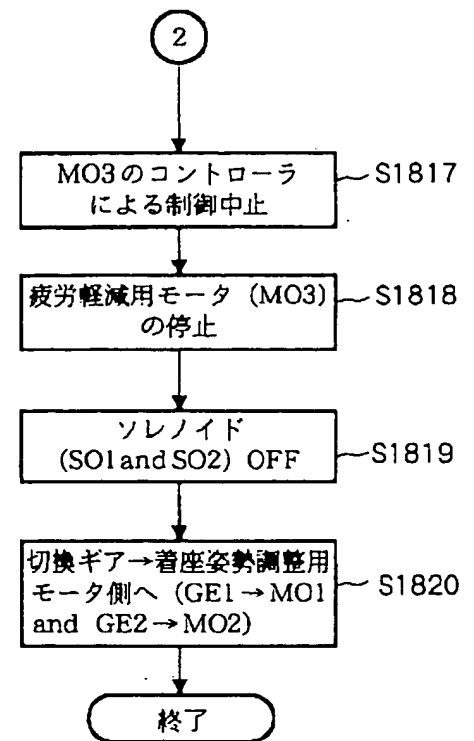 2
MO3のコントローラ
による制御中止
S1817
疲労軽減用モータ (MO3)
の停止
S1818
ソレノイド
(SO1andSO2) OFF
S1819
切換ギア→着座姿勢調整用
モータ側へ (GE1→MO1
and GE2→MO2)
S1820
終了